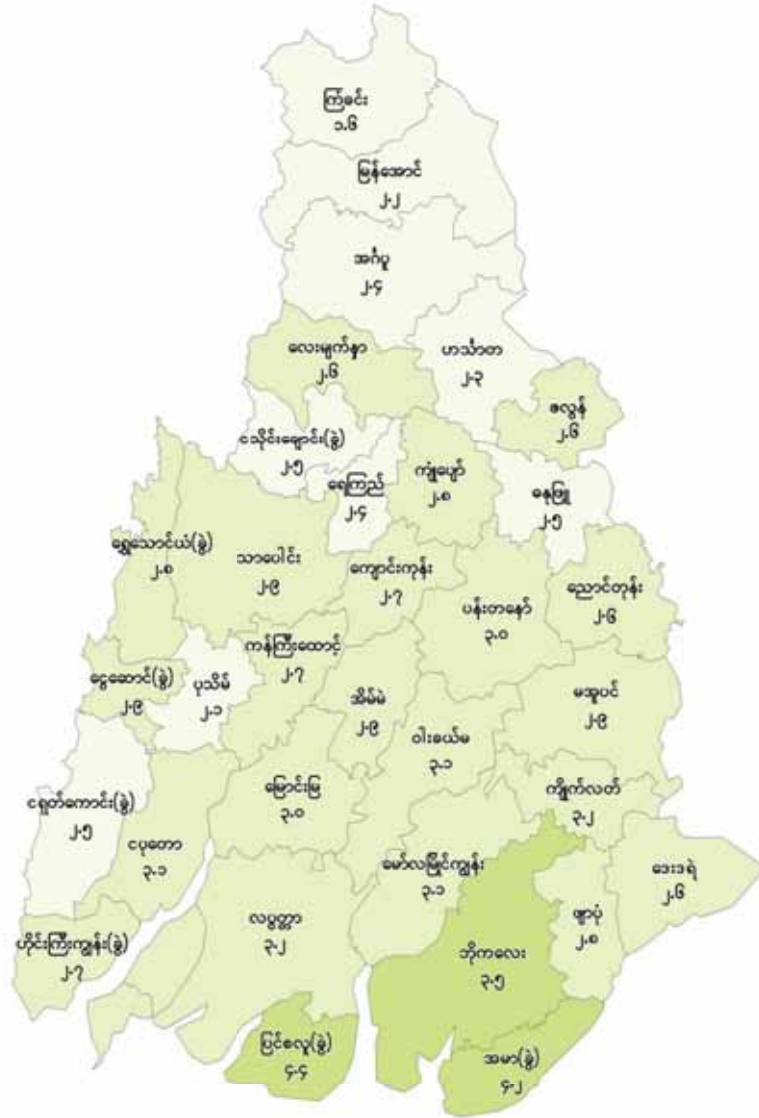 ကြံခင်း
၁.၆
မြန်အောင်
၂.၂
အင်္ဂပူ
၂.၄
လေးမျက်နှာ
၂.၆
ဟင်္သာတ
၂.၃
ဇလွန်
၂.၆
ငသိုင်းချောင်း(ခွဲ)
၂.၅
ရေကြည်
၂.၄
ကျုံပျော်
၂.၈
ဓနုဖြူ
၂.၅
ရွှေသောင်ယံ(ခွဲ)
၂.၈
သာပေါင်း
၂.၉
ကျောင်းကုန်း
၂.၇
ပန်းတနော်
၃.၀
ညောင်တုန်း
၂.၆
ငွေဆောင်(ခွဲ)
၂.၉
ပုသိမ်
၂.၁
ကန်ကြီးထောင့်
၂.၇
အိမ်မဲ
၂.၉
ဝါးခယ်မ
၃.၁
မအူပင်
၂.၉
ငရုတ်ကောင်း(ခွဲ)
၂.၅
ငပုတော
၃.၁
မြောင်းမြ
၃.၀
မော်လမြိုင်ကျွန်း
၃.၁
ကျိုက်လတ်
၃.၂
ဒေးဒရဲ
၂.၆
ဟိုင်းကြီးကျွန်း(ခွဲ)
၂.၇
လပွတ္တာ
၃.၂
ဘိုကလေး
၃.၅
ဖျာပုံ
၂.၈
ပြင်စလူ(ခွဲ)
၄.၄
အမာ(ခွဲ)
၄.၂